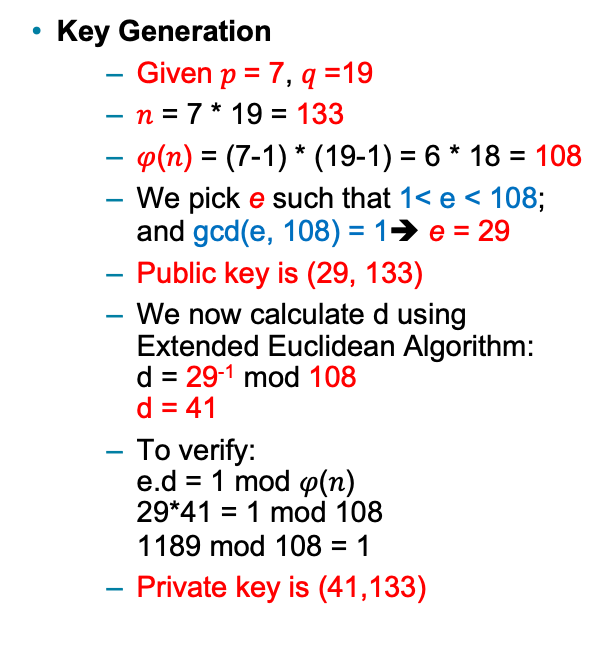 • Key Generation
– Given p = 7, q =19
– n = 7 * 19 = 133
– φ(n) = (7-1) * (19-1) = 6 * 18 = 108
– We pick e such that 1< e < 108;
and gcd(e, 108) = 1➔ e = 29
– Public key is (29, 133)
– We now calculate d using
Extended Euclidean Algorithm:
d = 29⁻¹ mod 108
d = 41
– To verify:
e.d = 1 mod φ(n)
29*41 = 1 mod 108
1189 mod 108 = 1
– Private key is (41,133)